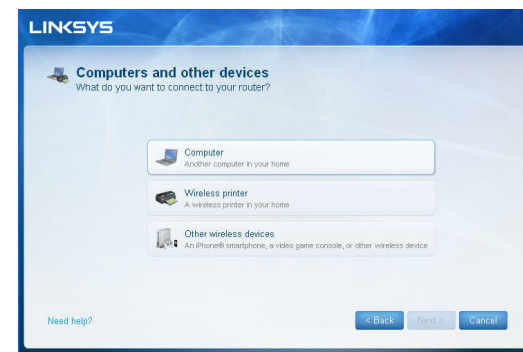 LINKSYS
Computers and other devices
What do you want to connect to your router?
Computer
Another computer in your home
Wireless printer
A wireless printer in your home
Other wireless devices
An iPhone® smartphone, a video game console, or other wireless device
Need help?
< Back
Next >
Cancel